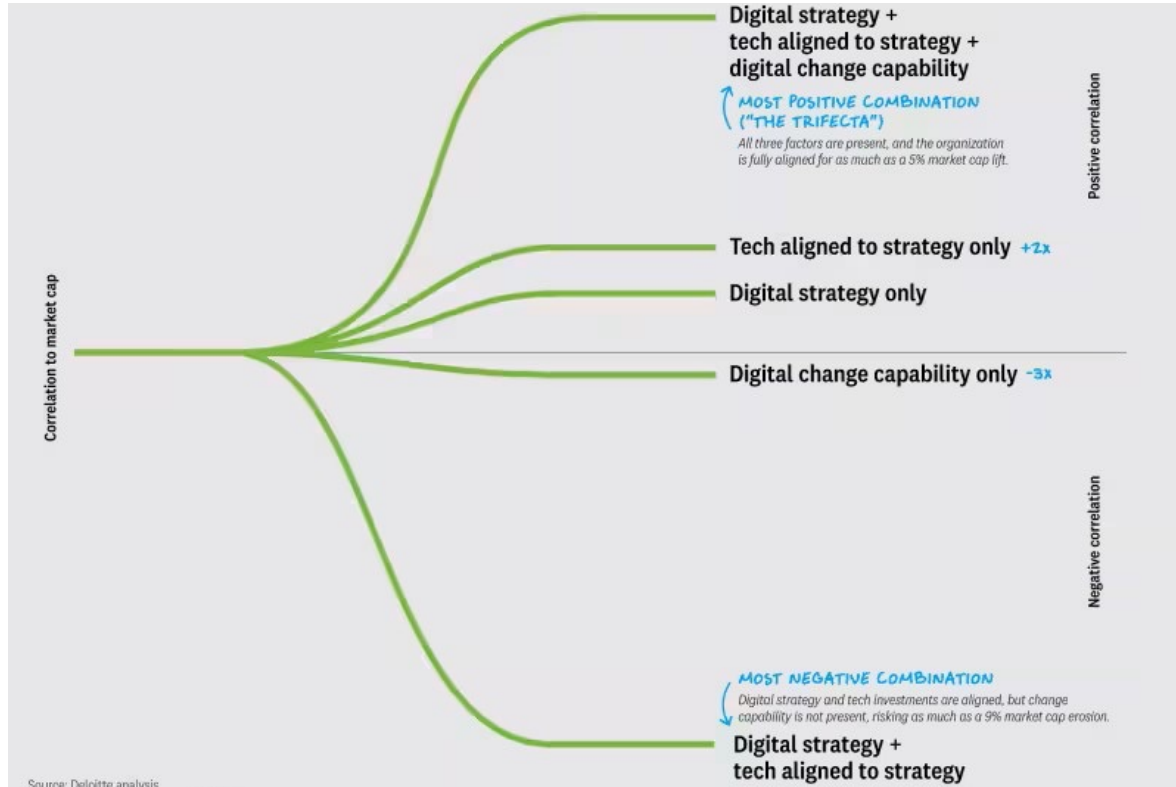 Digital strategy +
tech aligned to strategy +
digital change capability
MOST POSITIVE COMBINATION
("THE TRIFECTA")
All three factors are present, and the organization
is fully aligned for as much as a 5% market cap lift.
Positive correlation
Tech aligned to strategy only +2x
Digital strategy only
Correlation to market cap
Digital change capability only -3x
Negative correlation
MOST NEGATIVE COMBINATION
Digital strategy and tech investments are aligned, but change
capability is not present, risking as much as a 9% market cap erosion.
Digital strategy +
tech aligned to strategy
Source: Deloitte analysis